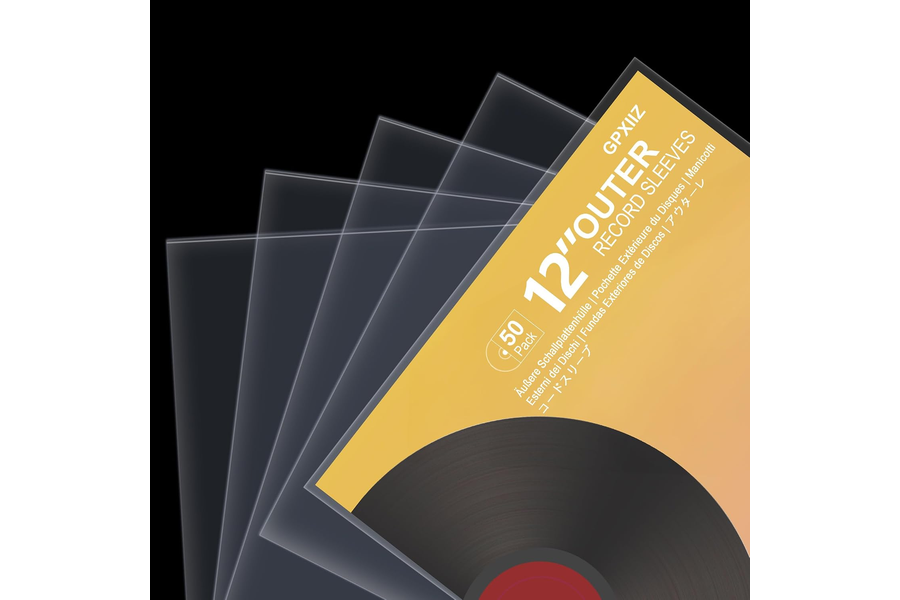 GPXIIZ
12”OUTER
RECORD SLEEVES
50
Pack
Äußere Schallplattenhülle | Pochette Extérieure du Disques | Manicotti
Esterni dei Dischi | Fundas Exteriores de Discos | アウターレ
コードスリーブ